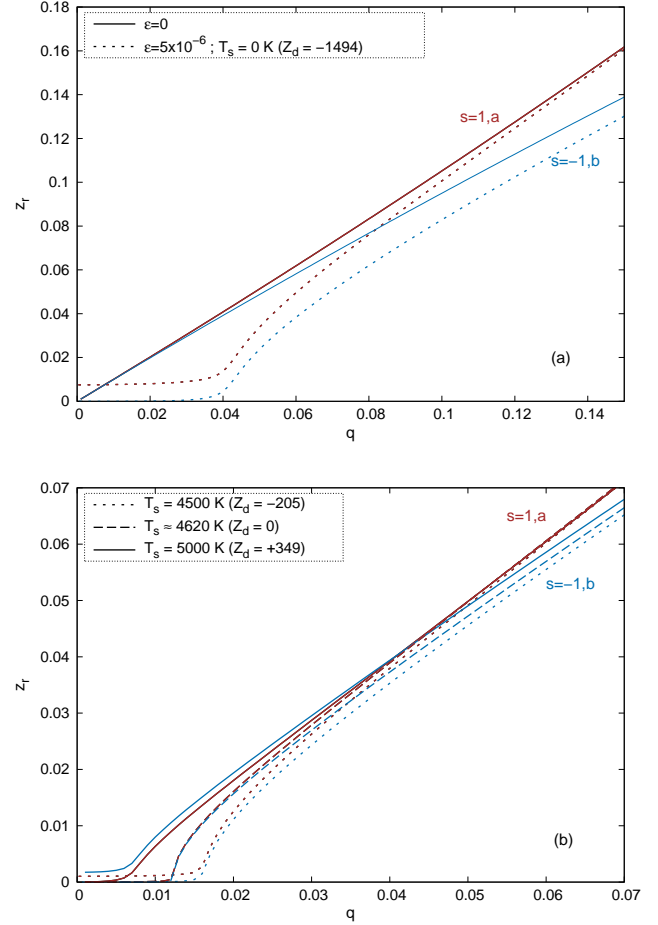 0.18
0.16
0.14
0.12
0.1
0.08
0.06
0.04
0.02
0
z_r
ε=0
ε=5x10⁻⁶ ; T_s = 0 K (Z_d = −1494)
s=1,a
s=−1,b
(a)
0 0.02 0.04 0.06 0.08 0.1 0.12 0.14
q
0.07
0.06
0.05
0.04
0.03
0.02
0.01
0
z_r
T_s = 4500 K (Z_d = −205)
T_s ≈ 4620 K (Z_d = 0)
T_s = 5000 K (Z_d = +349)
s=1,a
s=−1,b
(b)
0 0.01 0.02 0.03 0.04 0.05 0.06 0.07
q